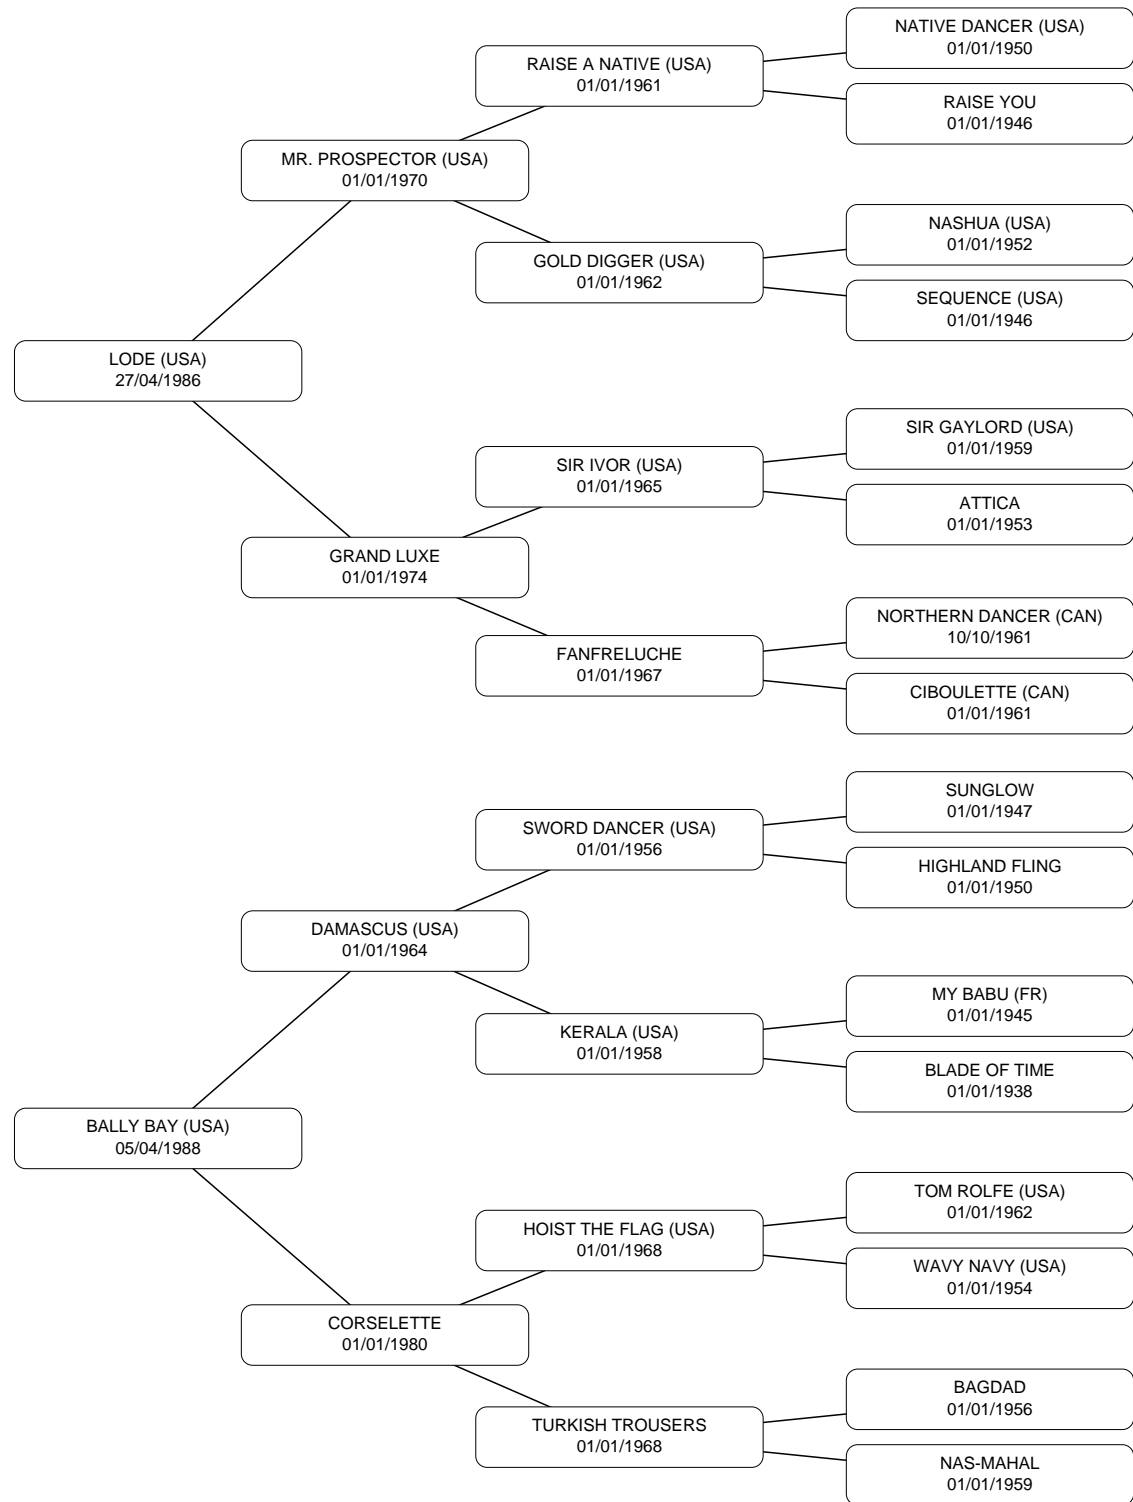 NATIVE DANCER (USA)
01/01/1950
RAISE A NATIVE (USA)
01/01/1961
RAISE YOU
01/01/1946
MR. PROSPECTOR (USA)
01/01/1970
NASHUA (USA)
01/01/1952
GOLD DIGGER (USA)
01/01/1962
SEQUENCE (USA)
01/01/1946
LODE (USA)
27/04/1986
SIR GAYLORD (USA)
01/01/1959
SIR IVOR (USA)
01/01/1965
ATTICA
01/01/1953
GRAND LUXE
01/01/1974
NORTHERN DANCER (CAN)
10/10/1961
FANFRELUCHE
01/01/1967
CIBOULETTE (CAN)
01/01/1961
SUNGLOW
01/01/1947
SWORD DANCER (USA)
01/01/1956
HIGHLAND FLING
01/01/1950
DAMASCUS (USA)
01/01/1964
MY BABU (FR)
01/01/1945
KERALA (USA)
01/01/1958
BLADE OF TIME
01/01/1938
BALLY BAY (USA)
05/04/1988
TOM ROLFE (USA)
01/01/1962
HOIST THE FLAG (USA)
01/01/1968
WAVY NAVY (USA)
01/01/1954
CORSELETTE
01/01/1980
BAGDAD
01/01/1956
TURKISH TROUSERS
01/01/1968
NAS-MAHAL
01/01/1959